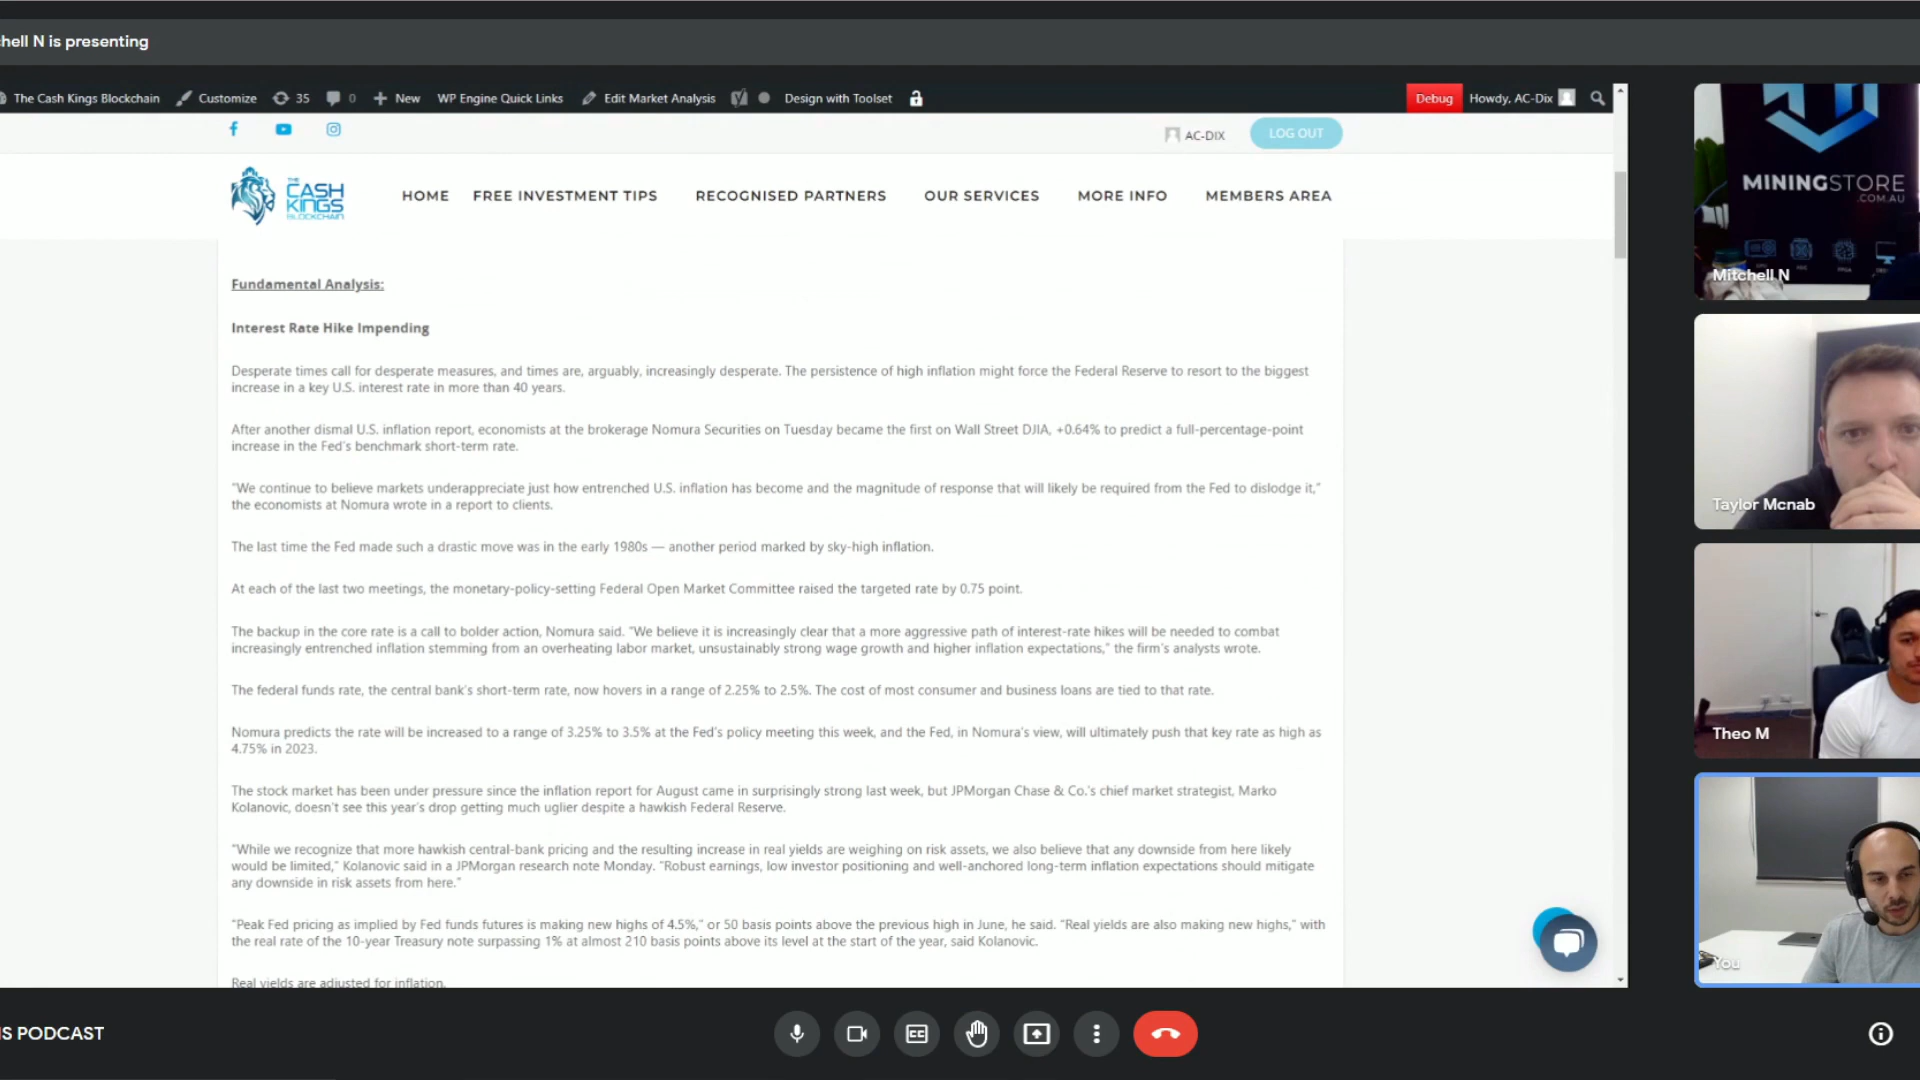 hell N is presenting
The Cash Kings Blockchain Customize 35 0 New WP Engine Quick Links Edit Market Analysis Design with Toolset Debug Howdy, AC-Dix
AC-DIX LOG OUT
THE
CASH
KINGS
BLOCKCHAIN
HOME FREE INVESTMENT TIPS RECOGNISED PARTNERS OUR SERVICES MORE INFO MEMBERS AREA
Fundamental Analysis:
Interest Rate Hike Impending
Desperate times call for desperate measures, and times are, arguably, increasingly desperate. The persistence of high inflation might force the Federal Reserve to resort to the biggest
increase in a key U.S. interest rate in more than 40 years.
After another dismal U.S. inflation report, economists at the brokerage Nomura Securities on Tuesday became the first on Wall Street DJIA, +0.64% to predict a full-percentage-point
increase in the Fed's benchmark short-term rate.
"We continue to believe markets underappreciate just how entrenched U.S. inflation has become and the magnitude of response that will likely be required from the Fed to dislodge it,"
the economists at Nomura wrote in a report to clients.
The last time the Fed made such a drastic move was in the early 1980s — another period marked by sky-high inflation.
At each of the last two meetings, the monetary-policy-setting Federal Open Market Committee raised the targeted rate by 0.75 point.
The backup in the core rate is a call to bolder action, Nomura said. "We believe it is increasingly clear that a more aggressive path of interest-rate hikes will be needed to combat
increasingly entrenched inflation stemming from an overheating labor market, unsustainably strong wage growth and higher inflation expectations," the firm's analysts wrote.
The federal funds rate, the central bank's short-term rate, now hovers in a range of 2.25% to 2.5%. The cost of most consumer and business loans are tied to that rate.
Nomura predicts the rate will be increased to a range of 3.25% to 3.5% at the Fed's policy meeting this week, and the Fed, in Nomura's view, will ultimately push that key rate as high as
4.75% in 2023.
The stock market has been under pressure since the inflation report for August came in surprisingly strong last week, but JPMorgan Chase & Co.'s chief market strategist, Marko
Kolanovic, doesn't see this year's drop getting much uglier despite a hawkish Federal Reserve.
"While we recognize that more hawkish central-bank pricing and the resulting increase in real yields are weighing on risk assets, we also believe that any downside from here likely
would be limited," Kolanovic said in a JPMorgan research note Monday. "Robust earnings, low investor positioning and well-anchored long-term inflation expectations should mitigate
any downside in risk assets from here."
"Peak Fed pricing as implied by Fed funds futures is making new highs of 4.5%," or 50 basis points above the previous high in June, he said. "Real yields are also making new highs," with
the real rate of the 10-year Treasury note surpassing 1% at almost 210 basis points above its level at the start of the year, said Kolanovic.
Real yields are adjusted for inflation.
MININGSTORE
.COM.AU
Mitchell N
Taylor Mcnab
Theo M
You
IS PODCAST
CC